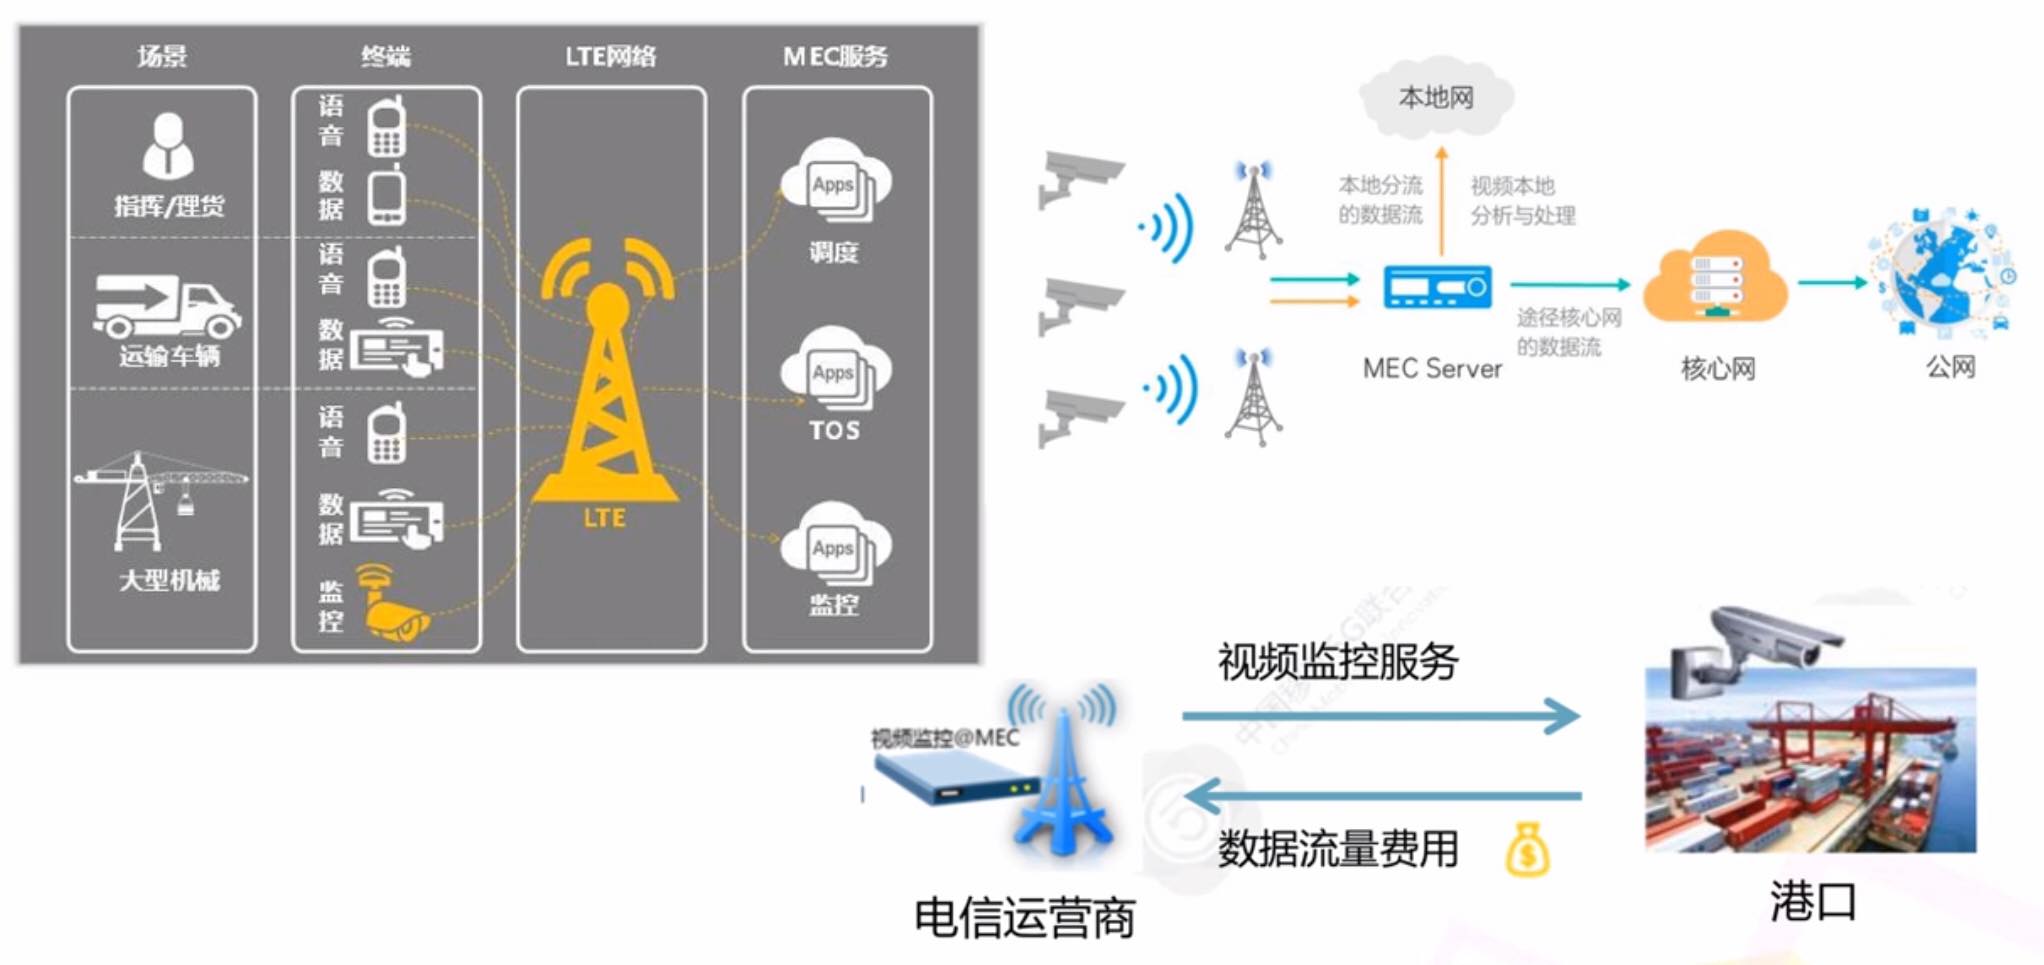 场景
终端
LTE网络
MEC服务
指挥/理货
运输车辆
大型机械
语
音
数
据
语
音
数
据
语
音
数
据
监
控
LTE
Apps
调度
Apps
TOS
Apps
监控
本地网
本地分流
的数据流
视频本地
分析与处理
途径核心网
的数据流
MEC Server
核心网
公网
视频监控服务
视频监控@MEC
数据流量费用
$
电信运营商
港口